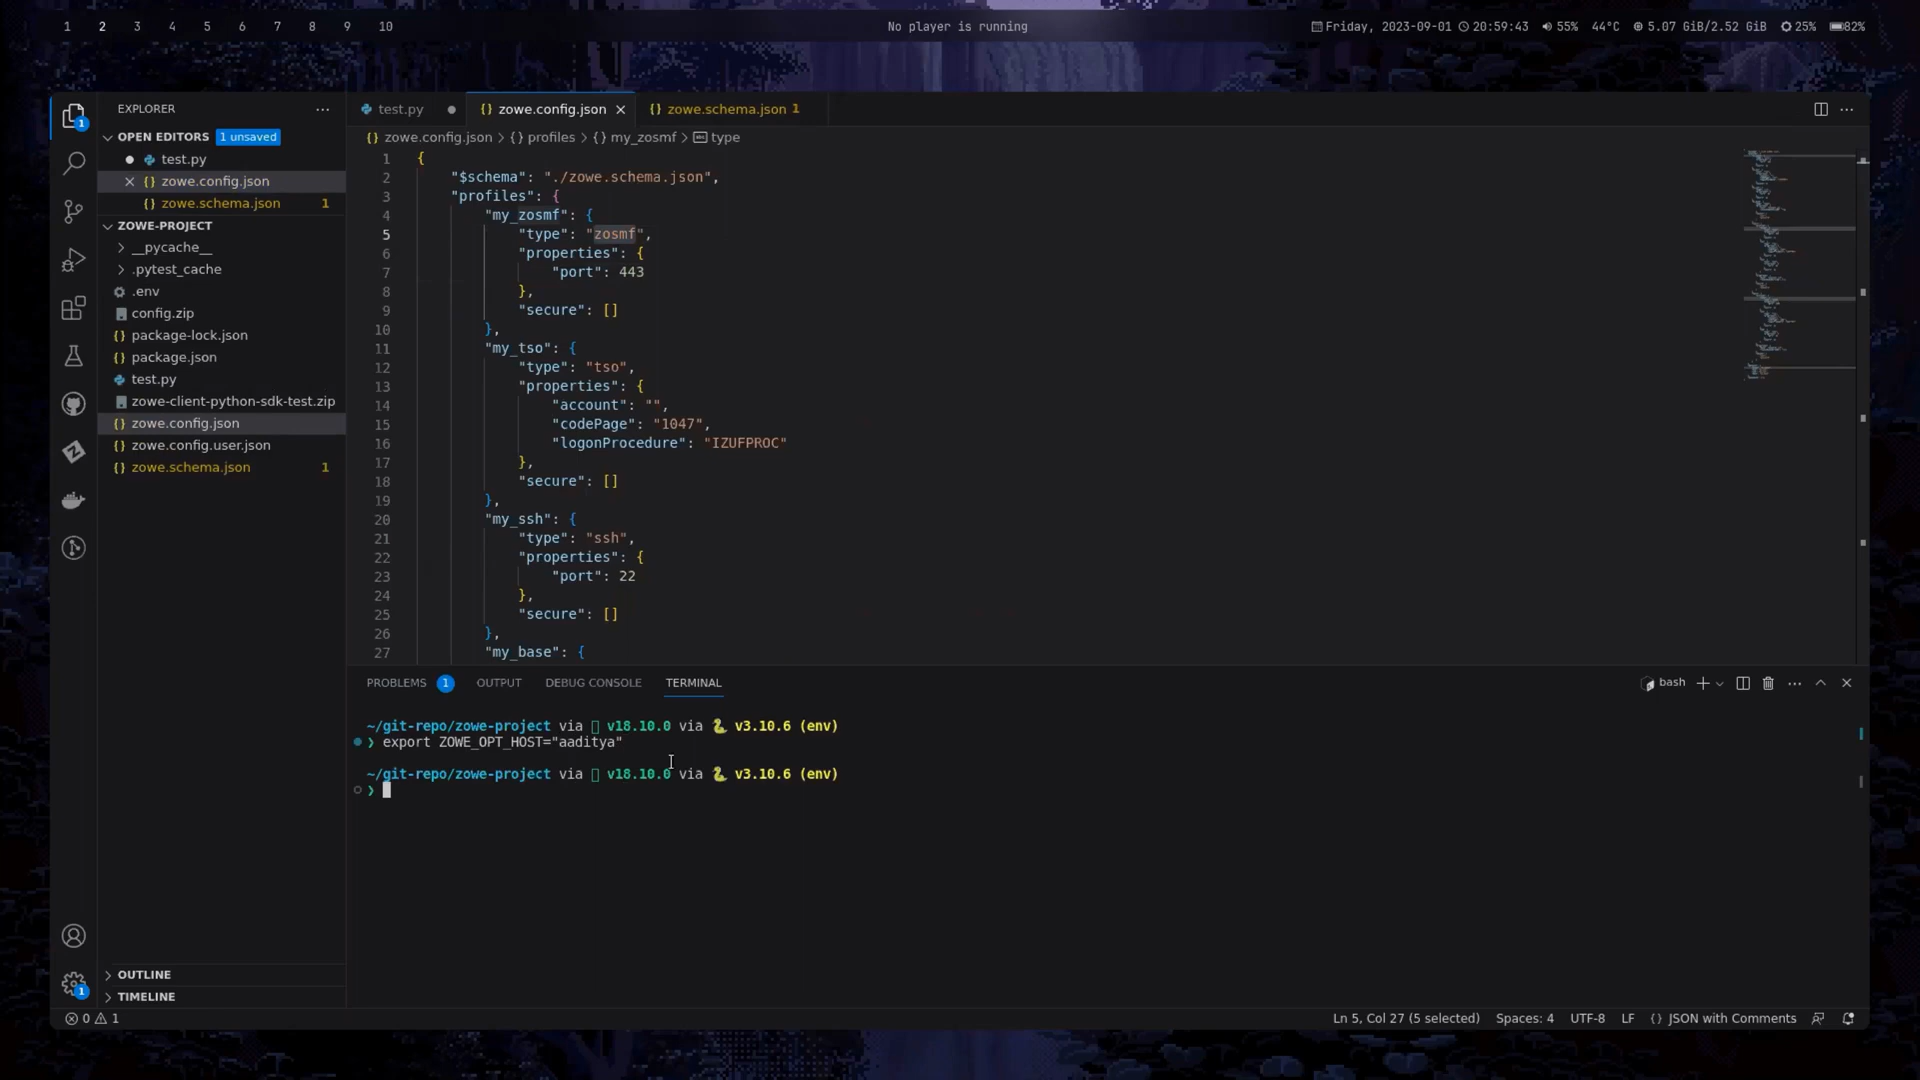 1 2 3 4 5 6 7 8 9 10
No player is running
Friday, 2023-09-01 20:59:43 55% 44°C 5.07 GiB/2.52 GiB 25% 82%
EXPLORER
OPEN EDITORS 1 unsaved
test.py
zowe.config.json
zowe.schema.json 1
ZOWE-PROJECT
__pycache__
.pytest_cache
.env
config.zip
package-lock.json
package.json
test.py
zowe-client-python-sdk-test.zip
zowe.config.json
zowe.config.user.json
zowe.schema.json 1
OUTLINE
TIMELINE
1
1
test.py
zowe.config.json
zowe.schema.json 1
zowe.config.json > {} profiles > {} my_zosmf > type
1 {
2 "$schema": "./zowe.schema.json",
3 "profiles": {
4 "my_zosmf": {
5 "type": "zosmf",
6 "properties": {
7 "port": 443
8 },
9 "secure": []
10 },
11 "my_tso": {
12 "type": "tso",
13 "properties": {
14 "account": "",
15 "codePage": "1047",
16 "logonProcedure": "IZUFPROC"
17 },
18 "secure": []
19 },
20 "my_ssh": {
21 "type": "ssh",
22 "properties": {
23 "port": 22
24 },
25 "secure": []
26 },
27 "my_base": {
PROBLEMS 1 OUTPUT DEBUG CONSOLE TERMINAL
bash
~/git-repo/zowe-project via v18.10.0 via 🐍 v3.10.6 (env)
❯ export ZOWE_OPT_HOST="aaditya"
~/git-repo/zowe-project via v18.10.0 via 🐍 v3.10.6 (env)
❯
0 1
Ln 5, Col 27 (5 selected) Spaces: 4 UTF-8 LF {} JSON with Comments